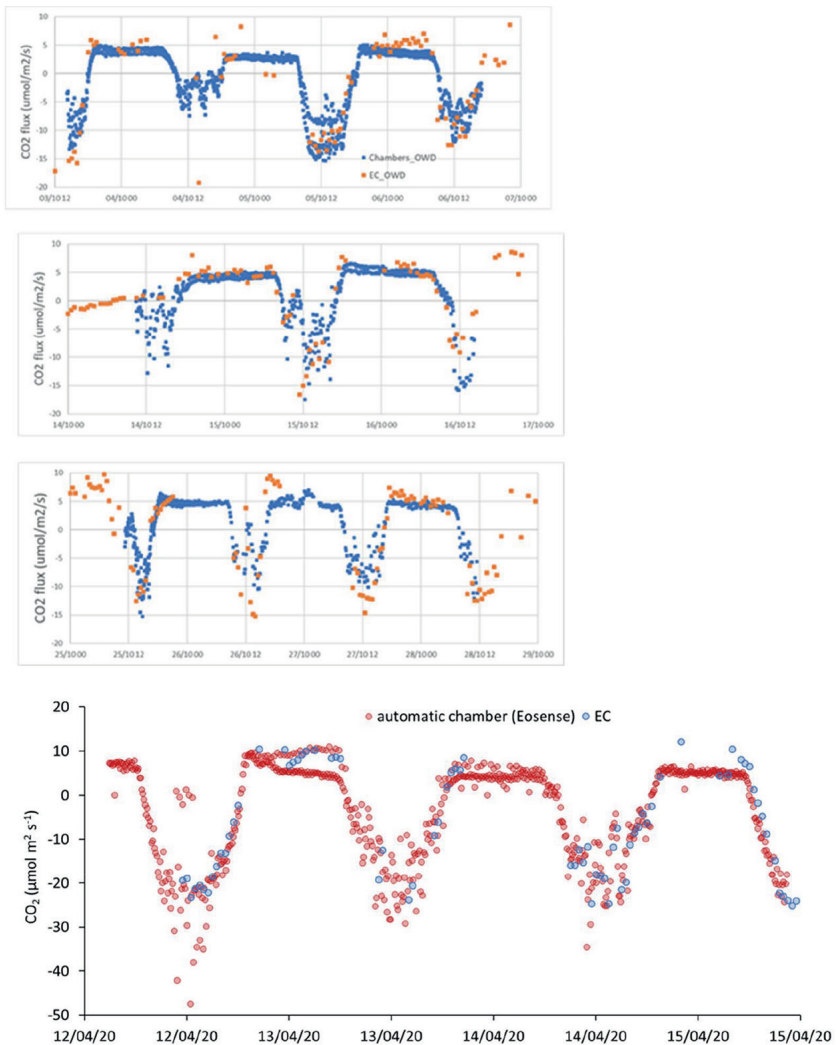 CO2 flux (umol/m2/s)
10
5
0
-5
-10
-15
-20
Chambers_OWD
EC_OWD
03/10 12 04/10 00 04/10 12 05/10 00 05/10 12 06/10 00 06/10 12 07/10 00
CO2 flux (umol/m2/s)
10
5
0
-5
-10
-15
-20
14/10 00 14/10 12 15/10 00 15/10 12 16/10 00 16/10 12 17/10 00
CO2 flux (umol/m2/s)
10
5
0
-5
-10
-15
-20
25/10 00 25/10 12 26/10 00 26/10 12 27/10 00 27/10 12 28/10 00 28/10 12 29/10 00
CO₂ (μmol m² s⁻¹)
20
10
0
-10
-20
-30
-40
-50
automatic chamber (Eosense) EC
12/04/20 12/04/20 13/04/20 13/04/20 14/04/20 14/04/20 15/04/20 15/04/20